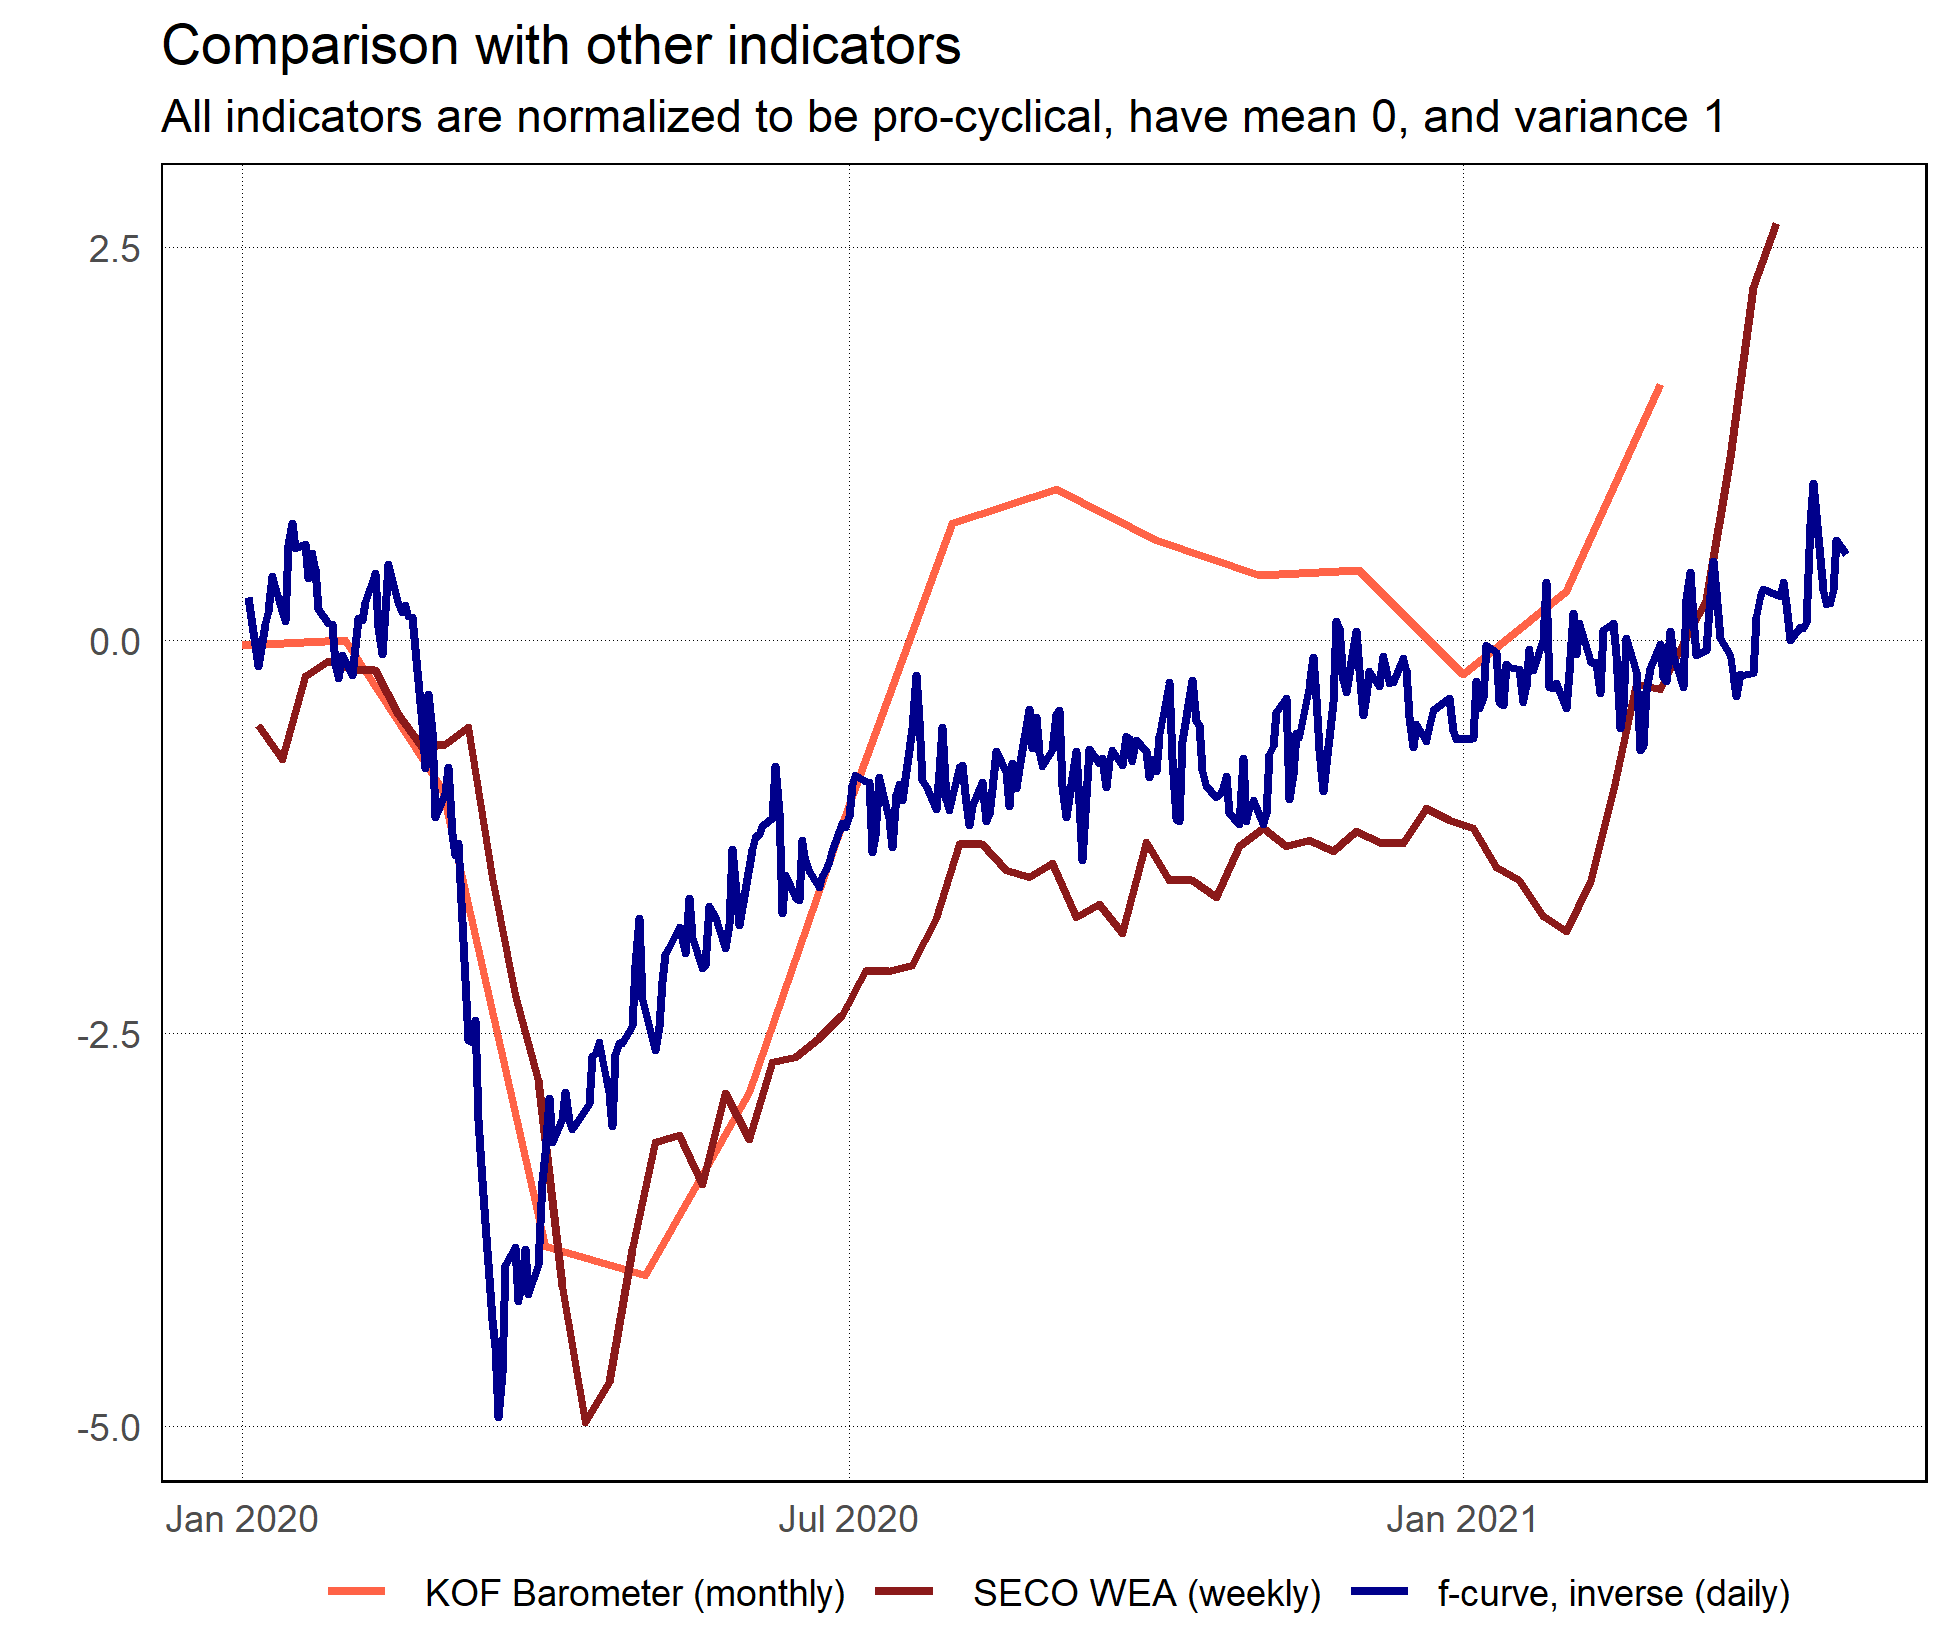 Comparison with other indicators
All indicators are normalized to be pro-cyclical, have mean 0, and variance 1
2.5
0.0
-2.5
-5.0
Jan 2020 Jul 2020 Jan 2021
KOF Barometer (monthly) SECO WEA (weekly) f-curve, inverse (daily)